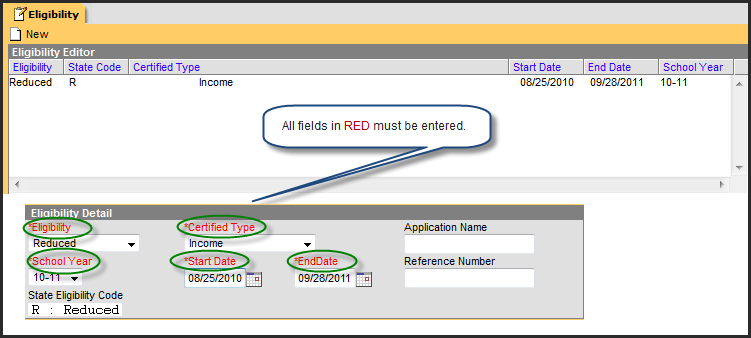 Eligibility
New
Eligibility Editor
Eligibility State Code Certified Type Start Date End Date School Year
Reduced R Income 08/25/2010 09/28/2011 10-11
All fields in RED must be entered.
Eligibility Detail
*Eligibility *Certified Type Application Name
Reduced Income
*School Year *Start Date *EndDate Reference Number
10-11 08/25/2010 09/28/2011
State Eligibility Code
R : Reduced